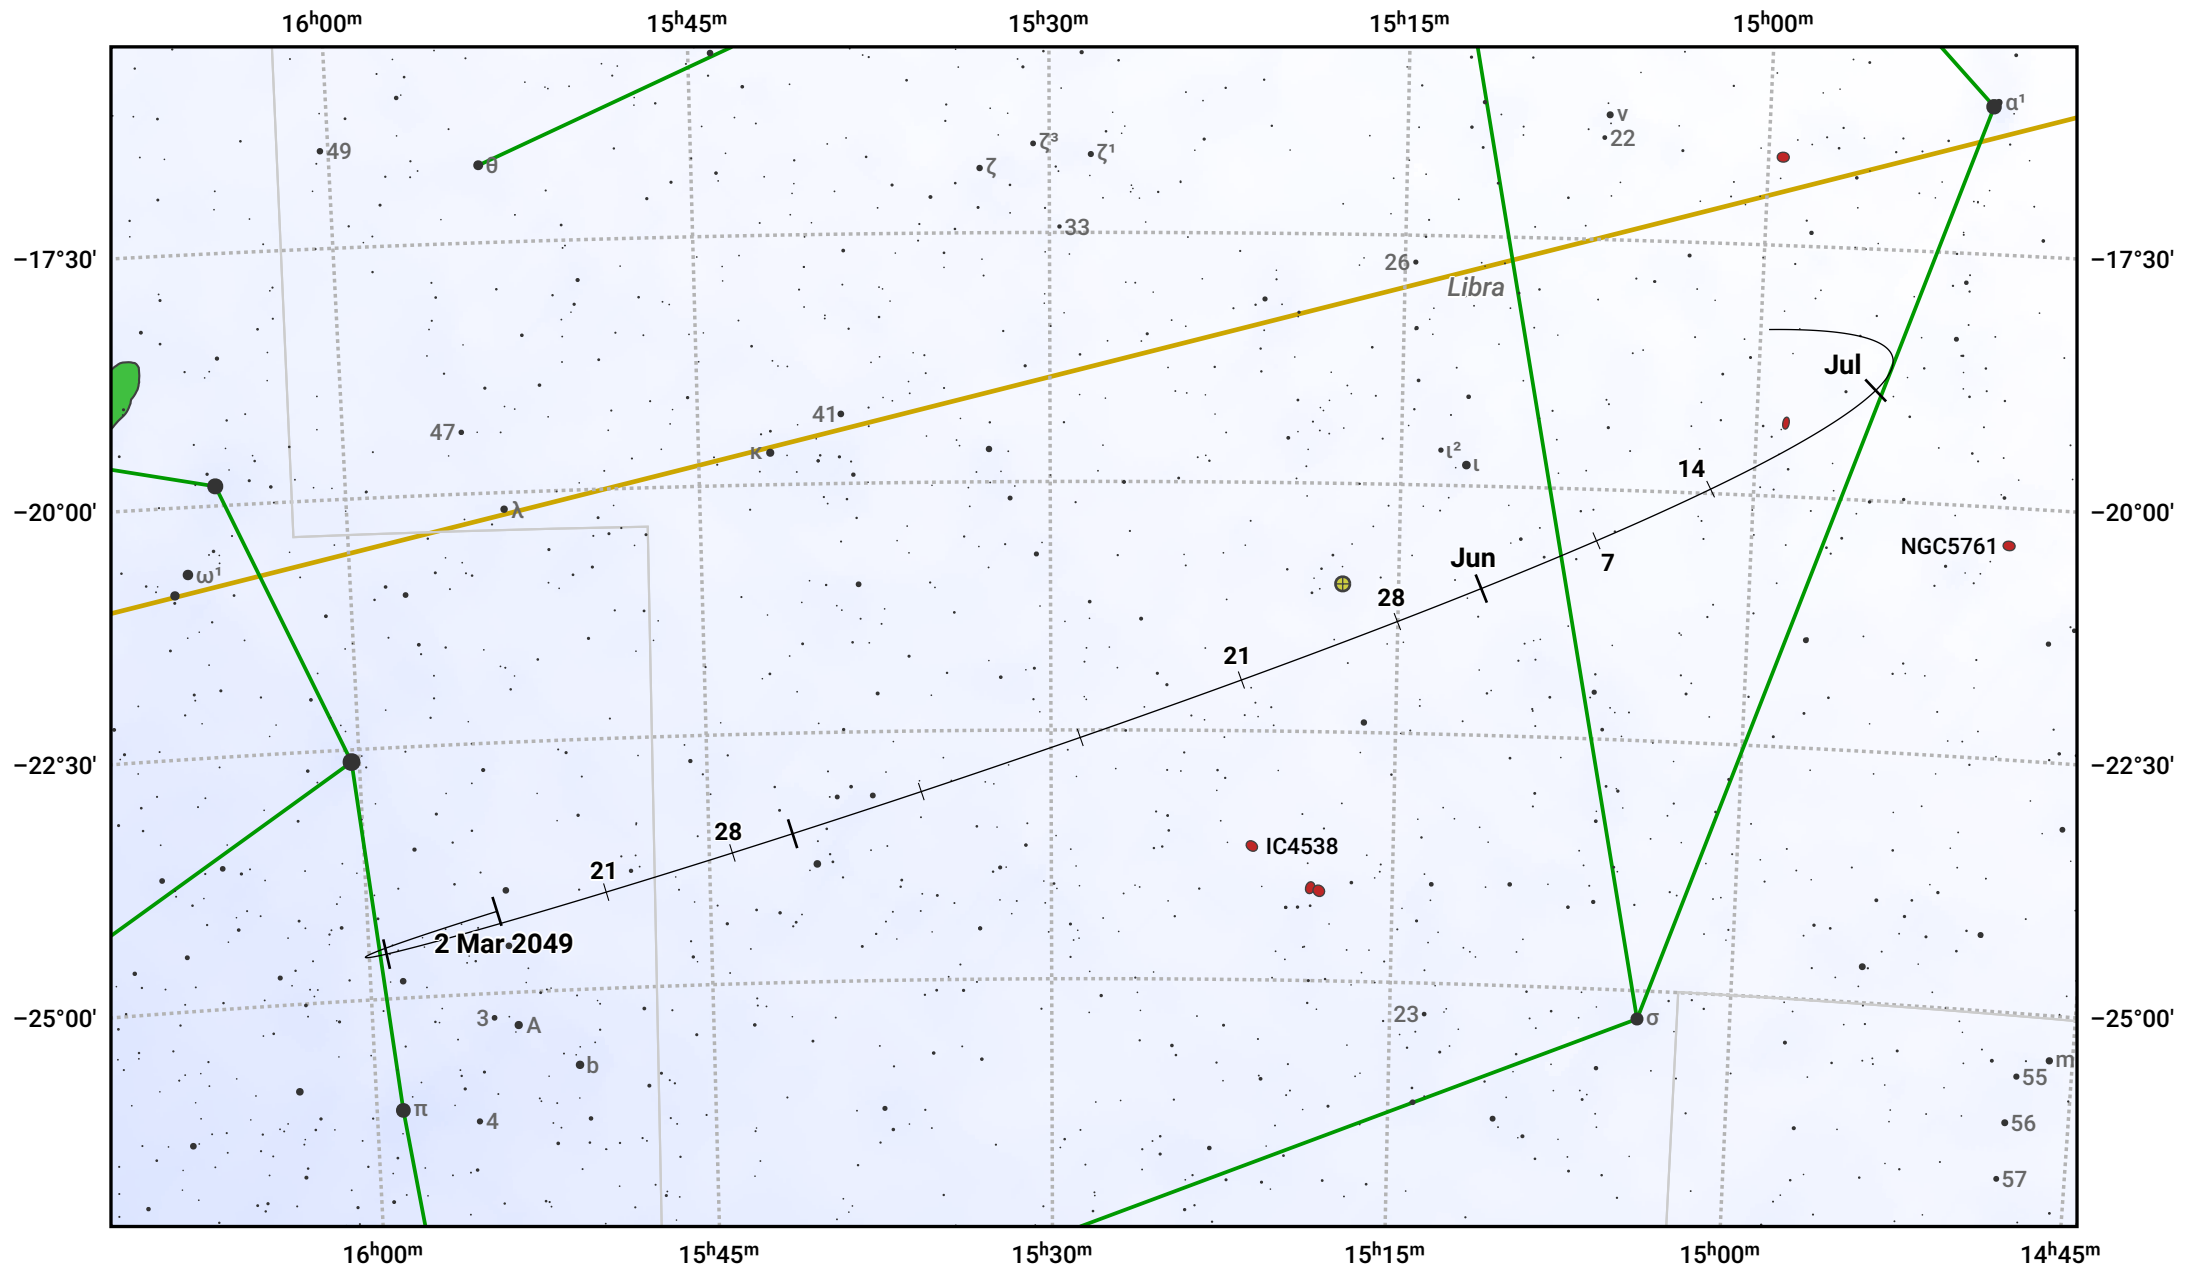 16ʰ00ᵐ 15ʰ45ᵐ 15ʰ30ᵐ 15ʰ15ᵐ 15ʰ00ᵐ
α¹
ν
22
49 θ ζ³ ζ ζ¹
33
−17°30' 26 −17°30'
Libra
Jul
41
47 κ ι² ι
14
−20°00' λ −20°00'
NGC5761
Jun 7
ω¹
28
21
−22°30' −22°30'
28 IC4538
21
2 Mar 2049
−25°00' 3 A 23 σ −25°00'
b m
55
π 4 56
57
16ʰ00ᵐ 15ʰ45ᵐ 15ʰ30ᵐ 15ʰ15ᵐ 15ʰ00ᵐ 14ʰ45ᵐ